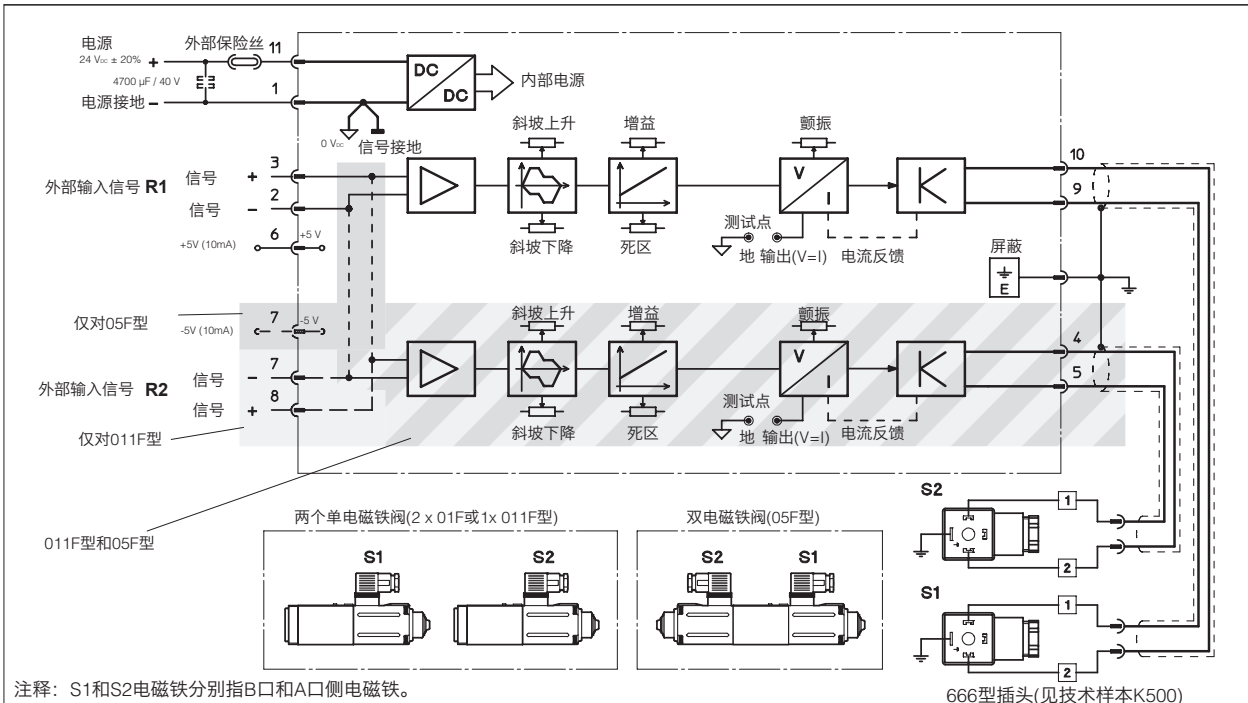 电源
24 VDC ± 20% +
外部保险丝 11
4700 μF / 40 V
电源接地 -
1
DC
DC
内部电源
0 VDC
信号接地
斜坡上升
增益
颤振
外部输入信号 R1
信号 + 3
信号 - 2
+5V (10mA)
6
+5 V
V
I
K
10
9
斜坡下降
死区
测试点
地 输出(V=I)
电流反馈
屏蔽
E
仅对05F型
-5V (10mA)
7
-5 V
斜坡上升
增益
颤振
外部输入信号 R2
信号 - 7
信号 + 8
仅对011F型
V
I
K
4
5
斜坡下降
死区
测试点
地 输出(V=I)
电流反馈
011F型和05F型
两个单电磁铁阀(2 x 01F或1x 011F型)
S1
S2
双电磁铁阀(05F型)
S2
S1
S2
1
2
S1
1
2
注释：S1和S2电磁铁分别指B口和A口侧电磁铁。
666型插头(见技术样本K500)